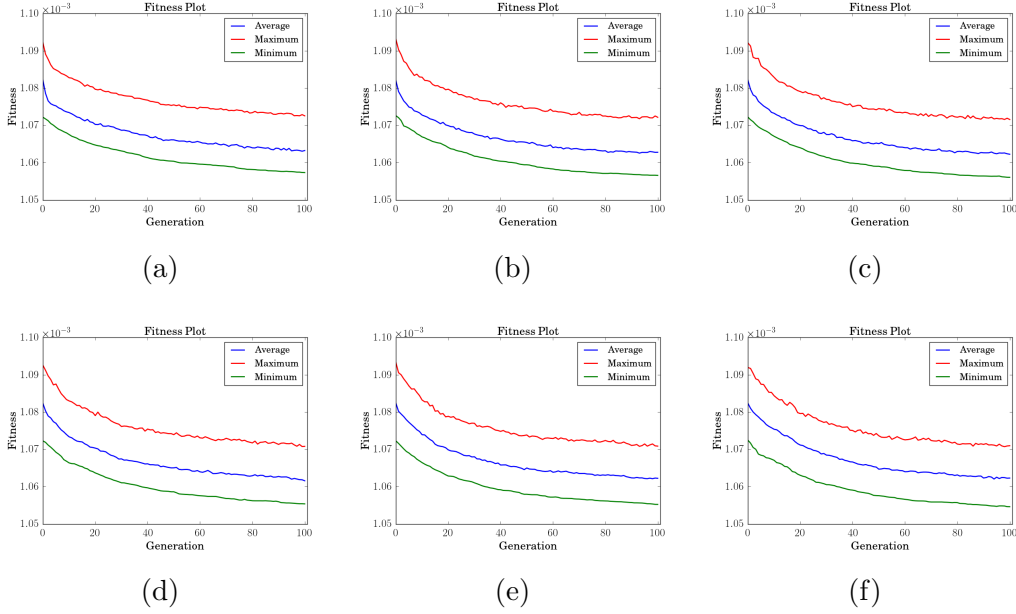 ×10⁻³ Fitness Plot
1.10
1.09
1.08
1.07
1.06
1.05
0 20 40 60 80 100
Fitness
Generation
Average
Maximum
Minimum
(a)
×10⁻³ Fitness Plot
1.10
1.09
1.08
1.07
1.06
1.05
0 20 40 60 80 100
Fitness
Generation
Average
Maximum
Minimum
(b)
×10⁻³ Fitness Plot
1.10
1.09
1.08
1.07
1.06
1.05
0 20 40 60 80 100
Fitness
Generation
Average
Maximum
Minimum
(c)
×10⁻³ Fitness Plot
1.10
1.09
1.08
1.07
1.06
1.05
0 20 40 60 80 100
Fitness
Generation
Average
Maximum
Minimum
(d)
×10⁻³ Fitness Plot
1.10
1.09
1.08
1.07
1.06
1.05
0 20 40 60 80 100
Fitness
Generation
Average
Maximum
Minimum
(e)
×10⁻³ Fitness Plot
1.10
1.09
1.08
1.07
1.06
1.05
0 20 40 60 80 100
Fitness
Generation
Average
Maximum
Minimum
(f)